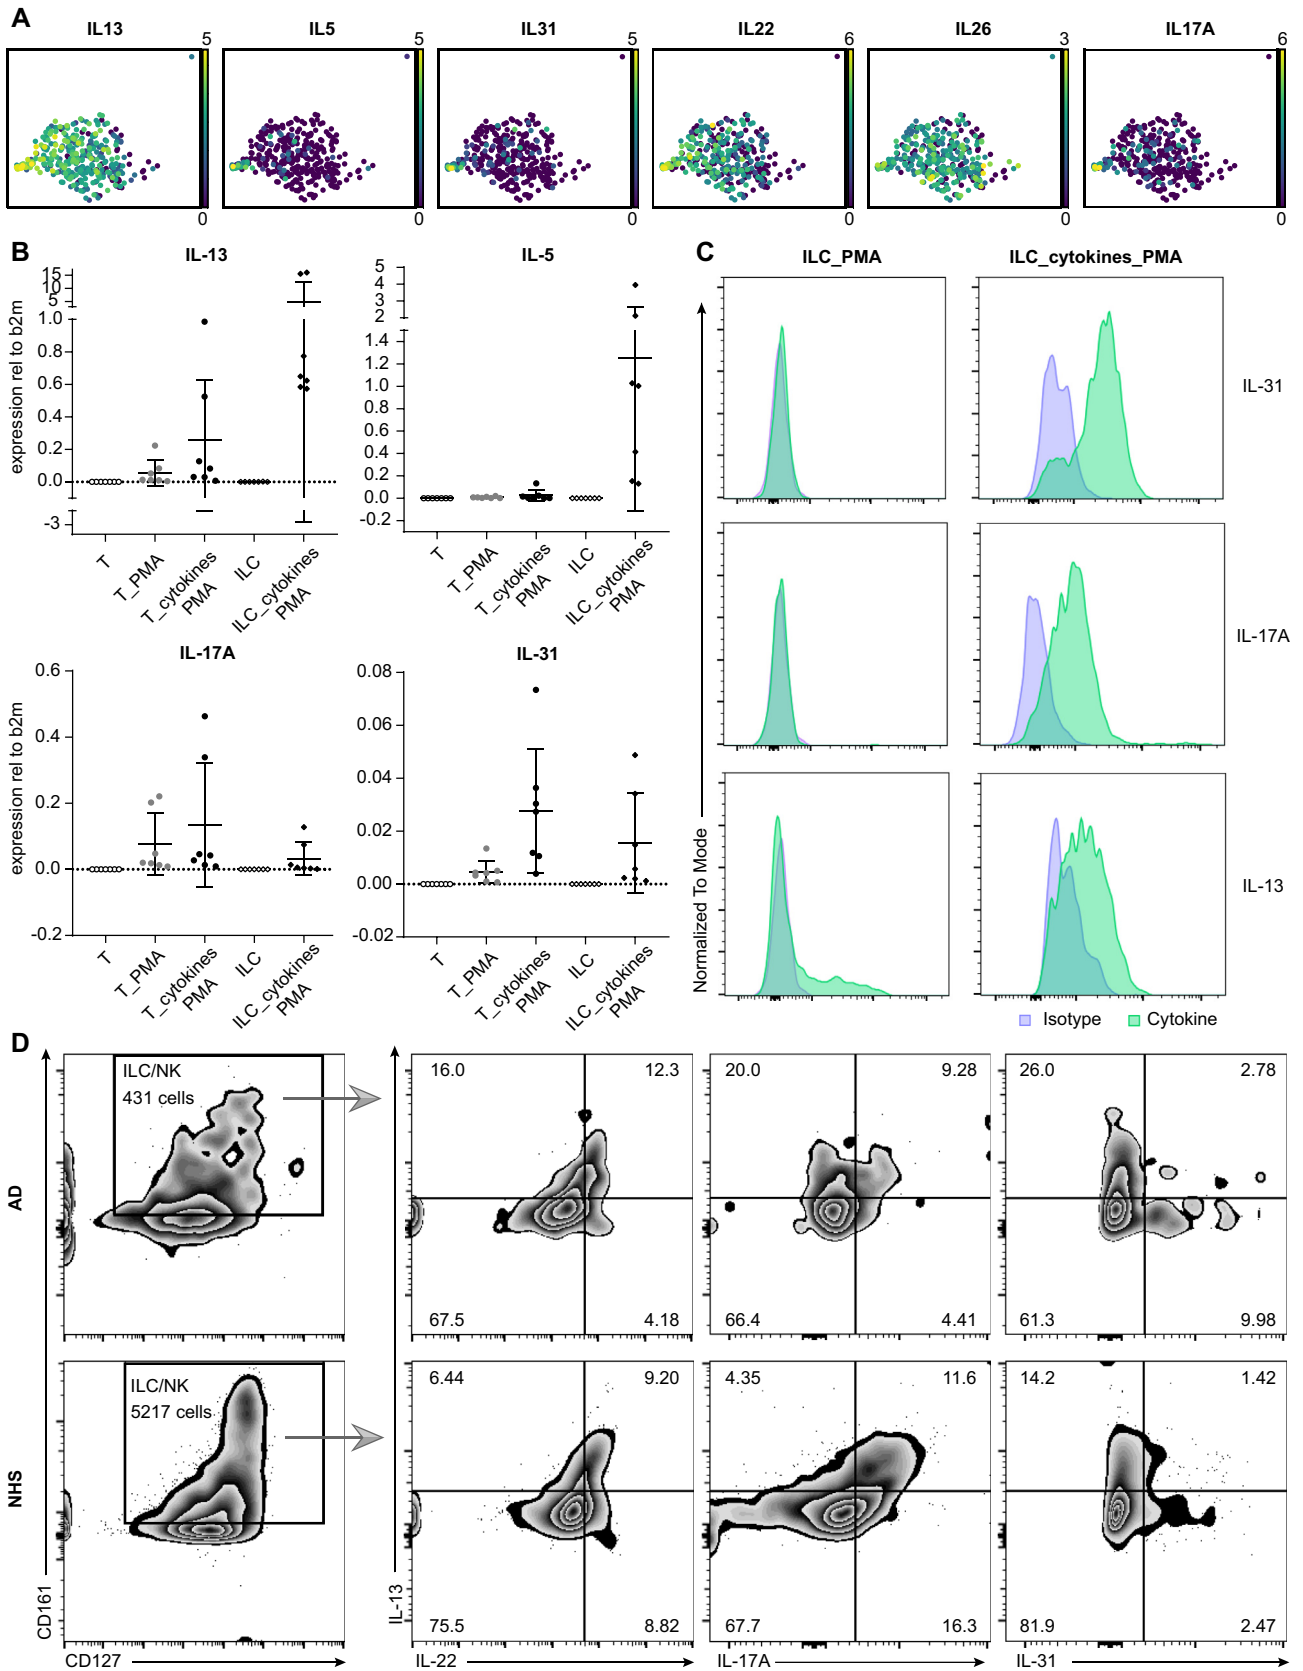 A
IL13 IL5 IL31 IL22 IL26 IL17A
5 5 5 6 3 6
0 0 0 0 0 0
B
IL-13
expression rel to b2m
15
10
5
1.0
0.8
0.6
0.4
0.2
0.0
-3
T T_PMA T_cytokines PMA ILC ILC_cytokines PMA
IL-5
5
4
3
2
1.4
1.2
1.0
0.8
0.6
0.4
0.2
0.0
-0.2
T T_PMA T_cytokines PMA ILC ILC_cytokines PMA
IL-17A
expression rel to b2m
0.6
0.4
0.2
0.0
-0.2
T T_PMA T_cytokines PMA ILC ILC_cytokines PMA
IL-31
0.08
0.06
0.04
0.02
0.00
-0.02
T T_PMA T_cytokines PMA ILC ILC_cytokines PMA
C
ILC_PMA ILC_cytokines_PMA
IL-31
IL-17A
IL-13
Normalized To Mode
Isotype Cytokine
D
AD
ILC/NK
431 cells
16.0 12.3
67.5 4.18
20.0 9.28
66.4 4.41
26.0 2.78
61.3 9.98
NHS
ILC/NK
5217 cells
6.44 9.20
75.5 8.82
4.35 11.6
67.7 16.3
14.2 1.42
81.9 2.47
CD161
IL-13
CD127 IL-22 IL-17A IL-31